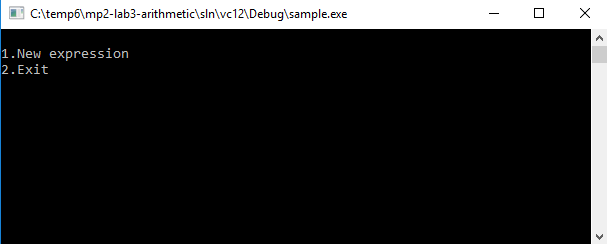 C:\temp6\mp2-lab3-arithmetic\sln\vc12\Debug\sample.exe
1.New expression
2.Exit